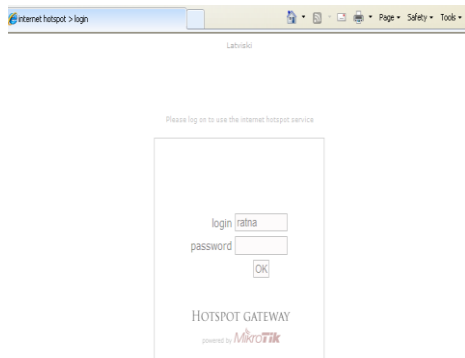 internet hotspot > login
Page Safety Tools
Latviski
Please log on to use the internet hotspot service
login ratna
password
OK
HOTSPOT GATEWAY
powered by MikroTik